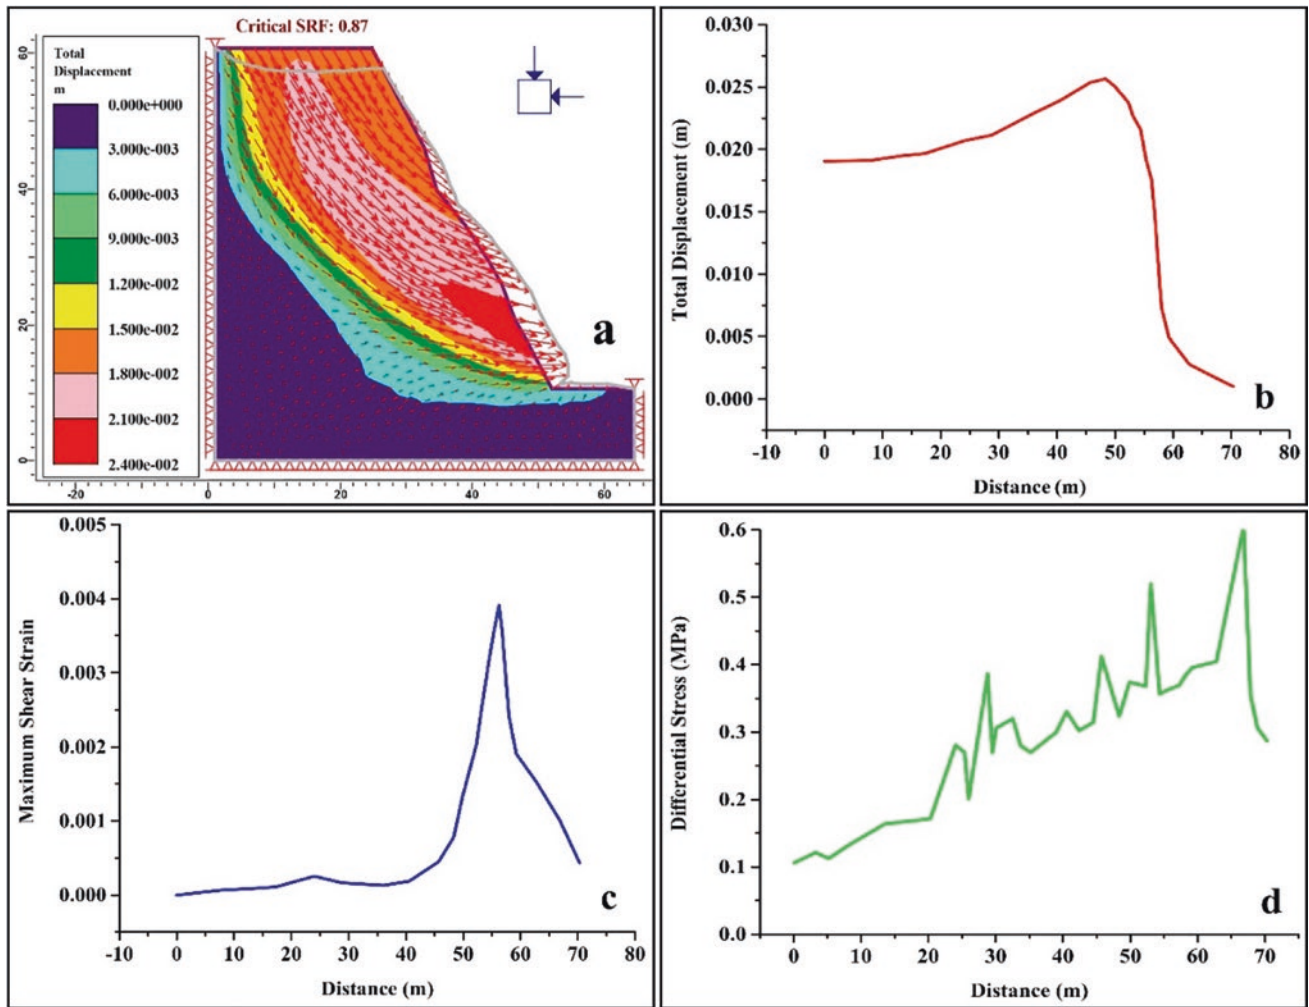 Critical SRF: 0.87
Total
Displacement
m
0.000e+000
3.000e-003
6.000e-003
9.000e-003
1.200e-002
1.500e-002
1.800e-002
2.100e-002
2.400e-002
60
40
20
0
-20 0 20 40 60
a
Total Displacement (m)
0.030
0.025
0.020
0.015
0.010
0.005
0.000
-10 0 10 20 30 40 50 60 70 80
Distance (m)
b
Maximum Shear Strain
0.005
0.004
0.003
0.002
0.001
0.000
-10 0 10 20 30 40 50 60 70 80
Distance (m)
c
Differential Stress (MPa)
0.6
0.5
0.4
0.3
0.2
0.1
0.0
0 10 20 30 40 50 60 70
Distance (m)
d